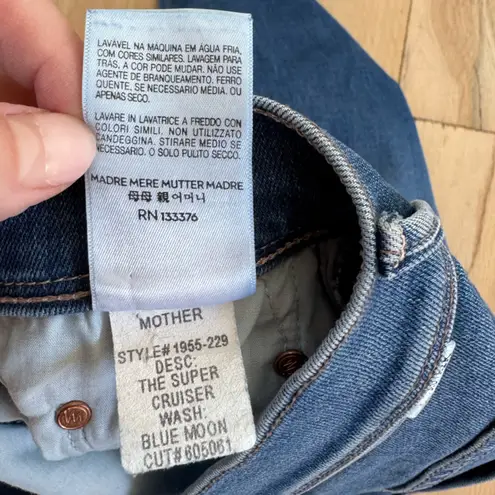 LAVÁVEL NA MÁQUINA EM ÁGUA FRIA,
COM CORES SIMILARES. LAVAGEM PARA
TRÁS, A COR PODE MUDAR. NÃO USE
AGENTE DE BRANQUEAMENTO. FERRO
QUENTE, SE NECESSARIO MÉDIA. OU
APENAS SECO.
LAVARE IN LAVATRICE A FREDDO CON
COLORI SIMILI. NON UTILIZZATO
CANDEGGINA. STIRARE MEDIO SE
NECESSARIO. O SOLO PULITO SECCO.
MADRE MERE MUTTER MADRE
母母 親 어머니
RN 133376
MOTHER
STYLE# 1955-229
DESC:
THE SUPER
CRUISER
WASH:
BLUE MOON
CUT# 605061